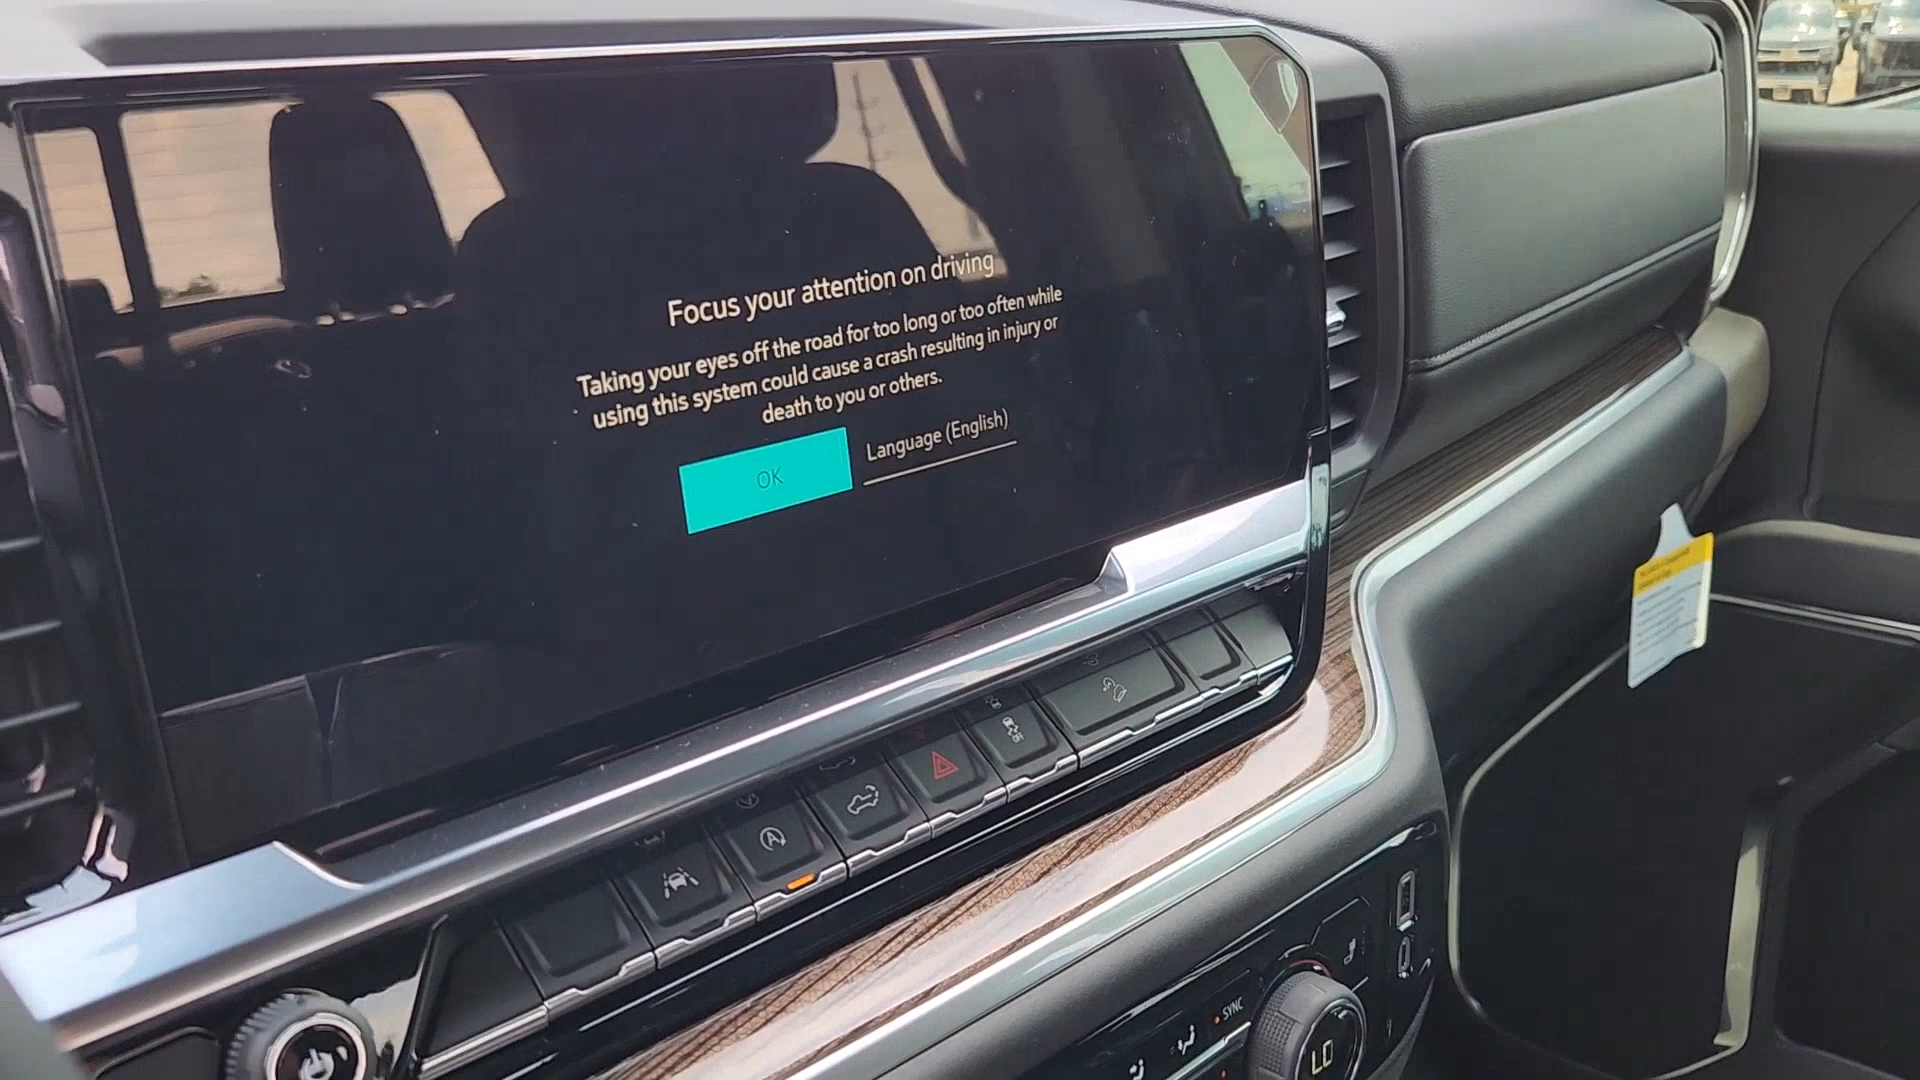 Focus your attention on driving
Taking your eyes off the road for too long or too often while
using this system could cause a crash resulting in injury or
death to you or others.
OK
Language (English)
A
SYNC
LO